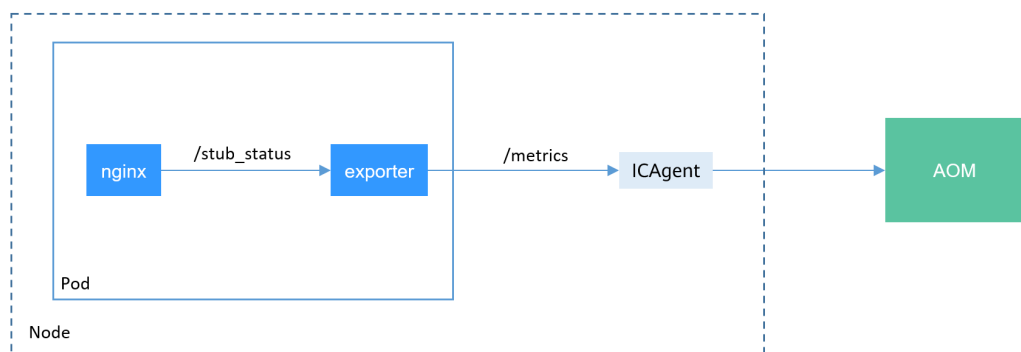 nginx
/stub_status
exporter
/metrics
ICAgent
AOM
Pod
Node